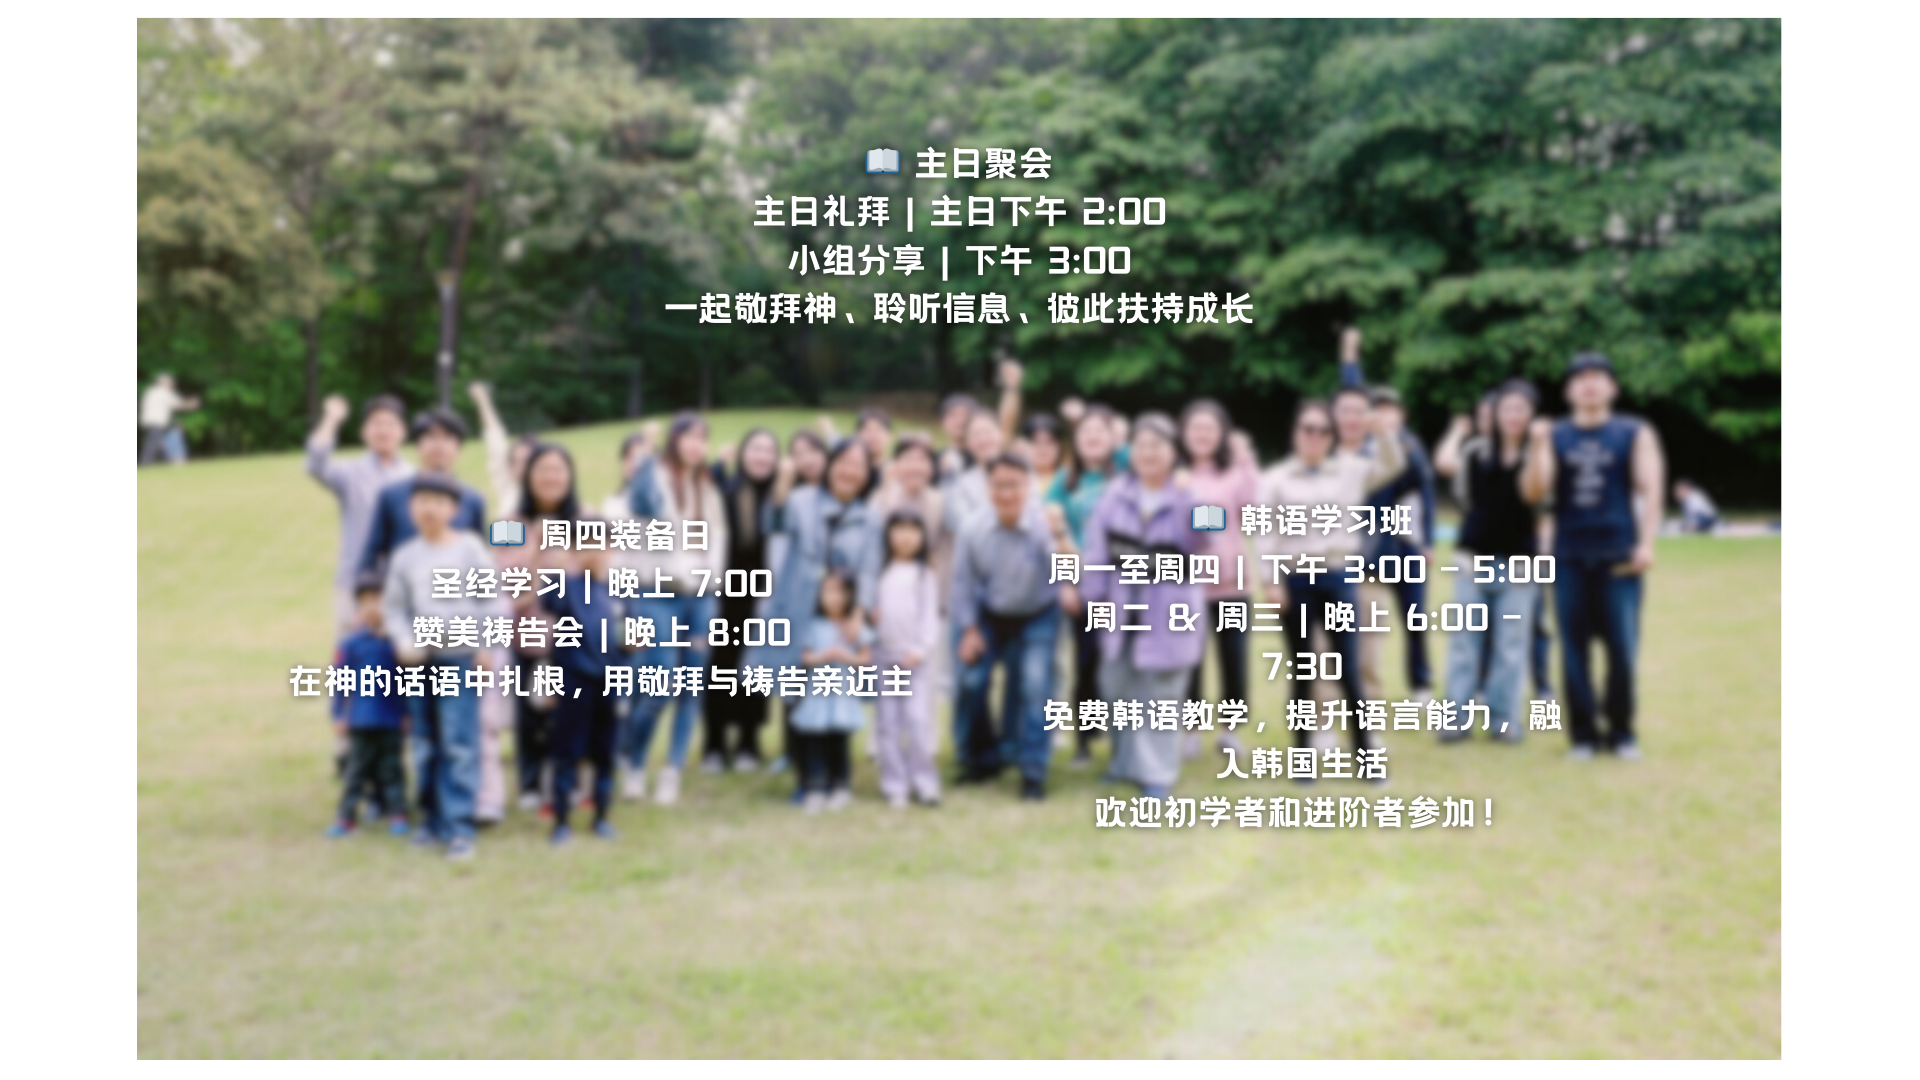 📖 主日聚会
主日礼拜 | 主日下午 2:00
小组分享 | 下午 3:00
一起敬拜神、聆听信息、彼此扶持成长
📖 周四装备日
圣经学习 | 晚上 7:00
赞美祷告会 | 晚上 8:00
在神的话语中扎根，用敬拜与祷告亲近主
📖 韩语学习班
周一至周四 | 下午 3:00 – 5:00
周二 & 周三 | 晚上 6:00 –
7:30
免费韩语教学，提升语言能力，融
入韩国生活
欢迎初学者和进阶者参加！